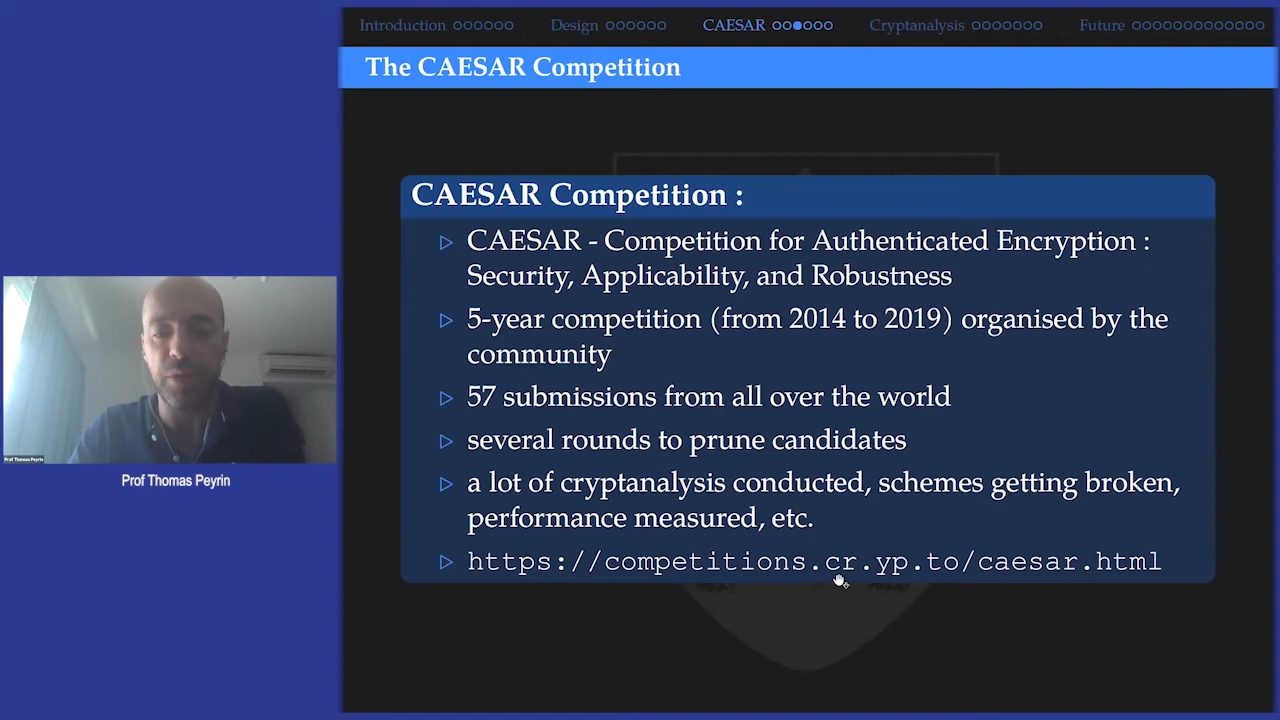 Introduction Design CAESAR Cryptanalysis Future
The CAESAR Competition
CAESAR Competition :
CAESAR - Competition for Authenticated Encryption :
Security, Applicability, and Robustness
5-year competition (from 2014 to 2019) organised by the
community
57 submissions from all over the world
several rounds to prune candidates
a lot of cryptanalysis conducted, schemes getting broken,
performance measured, etc.
https://competitions.cr.yp.to/caesar.html
Prof Thomas Peyrin
Prof Thomas Peyrin